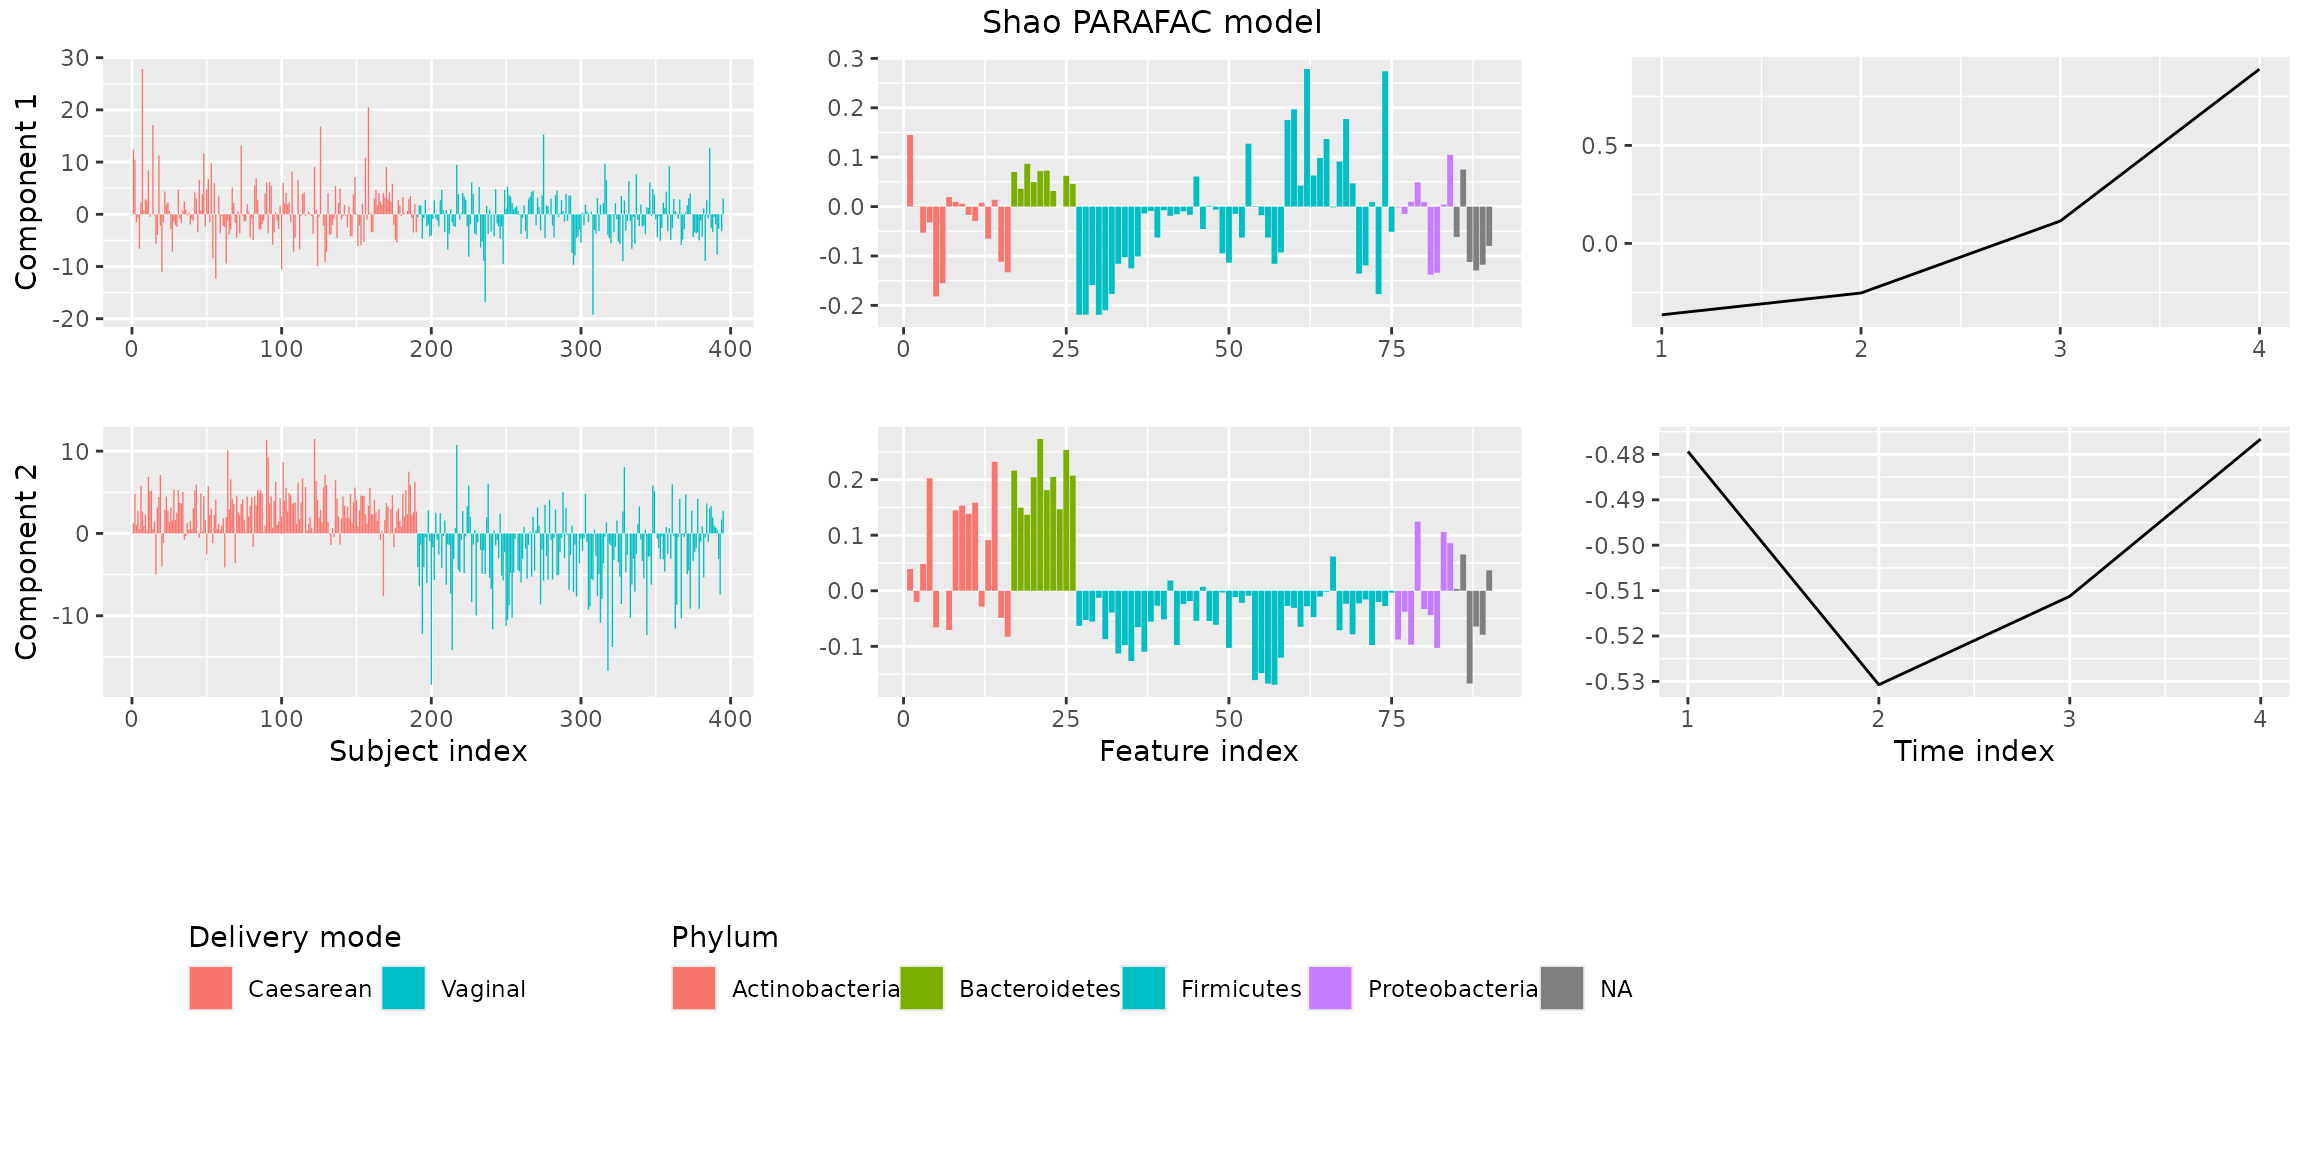 Shao PARAFAC model
Component 1
30
20
10
0
-10
-20
0 100 200 300 400
0.3
0.2
0.1
0.0
-0.1
-0.2
0 25 50 75
0.5
0.0
1 2 3 4
Component 2
10
0
-10
0 100 200 300 400
Subject index
0.2
0.1
0.0
-0.1
0 25 50 75
Feature index
-0.48
-0.49
-0.50
-0.51
-0.52
-0.53
1 2 3 4
Time index
Delivery mode
Caesarean Vaginal
Phylum
Actinobacteria Bacteroidetes Firmicutes Proteobacteria NA